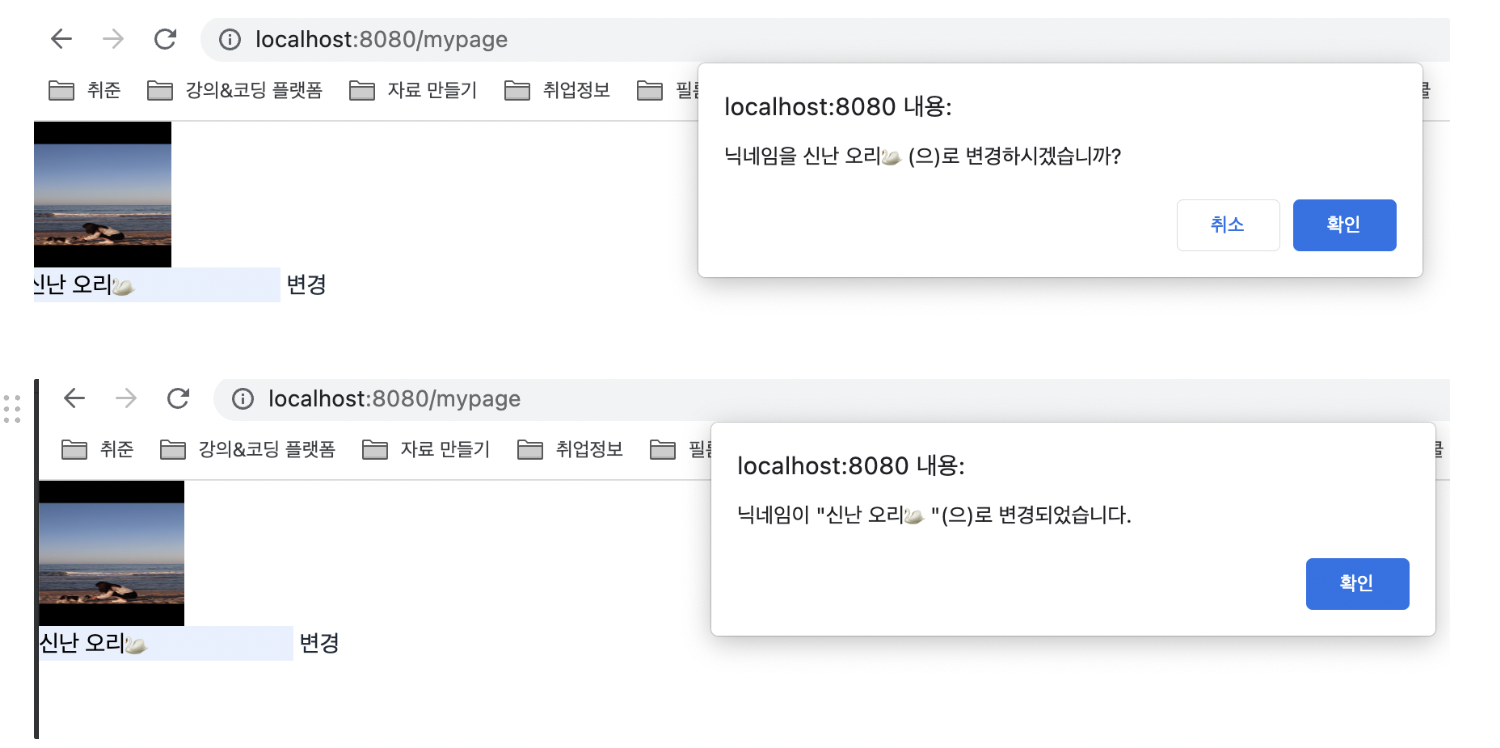 localhost:8080/mypage
취준 강의&코딩 플랫폼 자료 만들기 취업정보
localhost:8080 내용:
닉네임을 신난 오리🦢 (으)로 변경하시겠습니까?
취소 확인
신난 오리🦢 변경
localhost:8080/mypage
취준 강의&코딩 플랫폼 자료 만들기 취업정보
localhost:8080 내용:
닉네임이 "신난 오리🦢 "(으)로 변경되었습니다.
확인
신난 오리🦢 변경